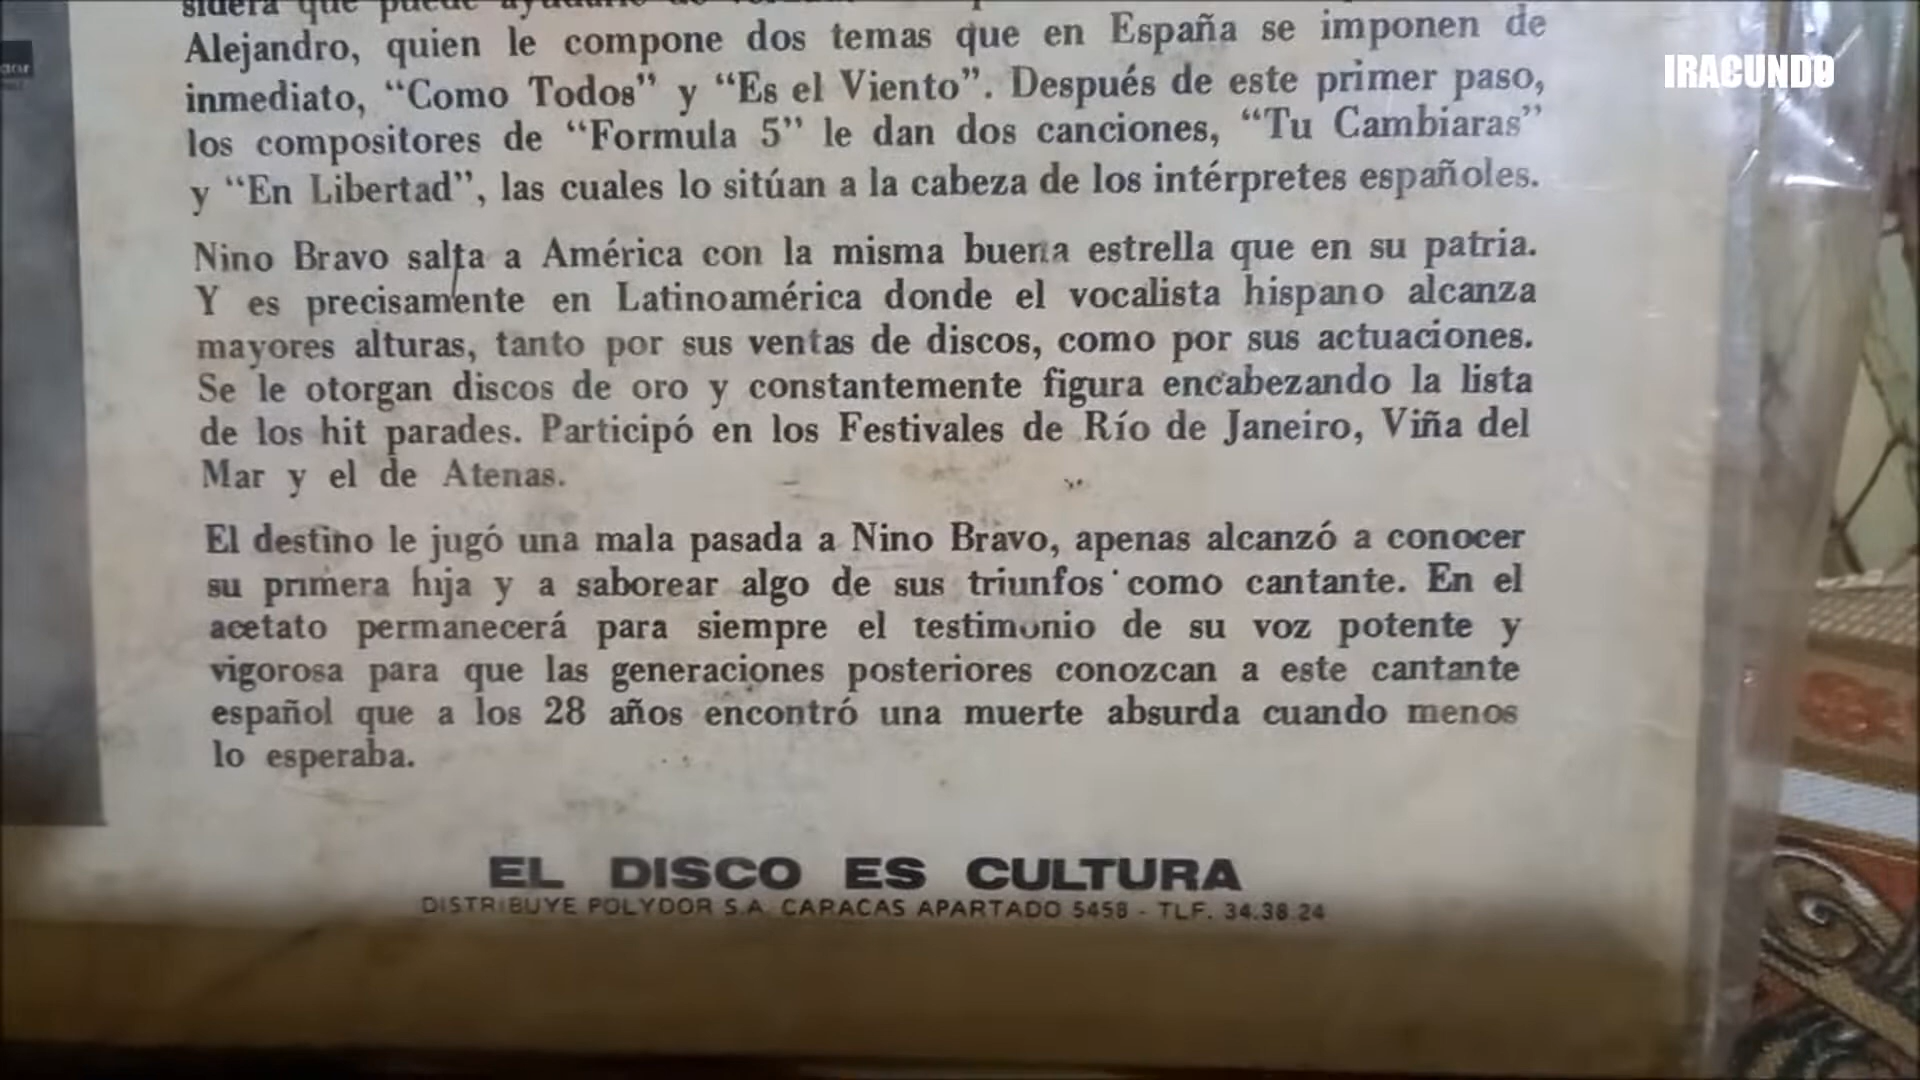 Alejandro, quien le compone dos temas que en España se imponen de
inmediato, “Como Todos” y “Es el Viento”. Después de este primer paso,
los compositores de “Formula 5” le dan dos canciones, “Tu Cambiaras”
y “En Libertad”, las cuales lo sitúan a la cabeza de los intérpretes españoles.
Nino Bravo salta a América con la misma buena estrella que en su patria.
Y es precisamente en Latinoamérica donde el vocalista hispano alcanza
mayores alturas, tanto por sus ventas de discos, como por sus actuaciones.
Se le otorgan discos de oro y constantemente figura encabezando la lista
de los hit parades. Participó en los Festivales de Río de Janeiro, Viña del
Mar y el de Atenas.
El destino le jugó una mala pasada a Nino Bravo, apenas alcanzó a conocer
su primera hija y a saborear algo de sus triunfos como cantante. En el
acetato permanecerá para siempre el testimonio de su voz potente y
vigorosa para que las generaciones posteriores conozcan a este cantante
español que a los 28 años encontró una muerte absurda cuando menos
lo esperaba.
EL DISCO ES CULTURA
DISTRIBUYE POLYDOR S.A. CARACAS APARTADO 5458 - TLF. 34.38.24
IRACUNDO